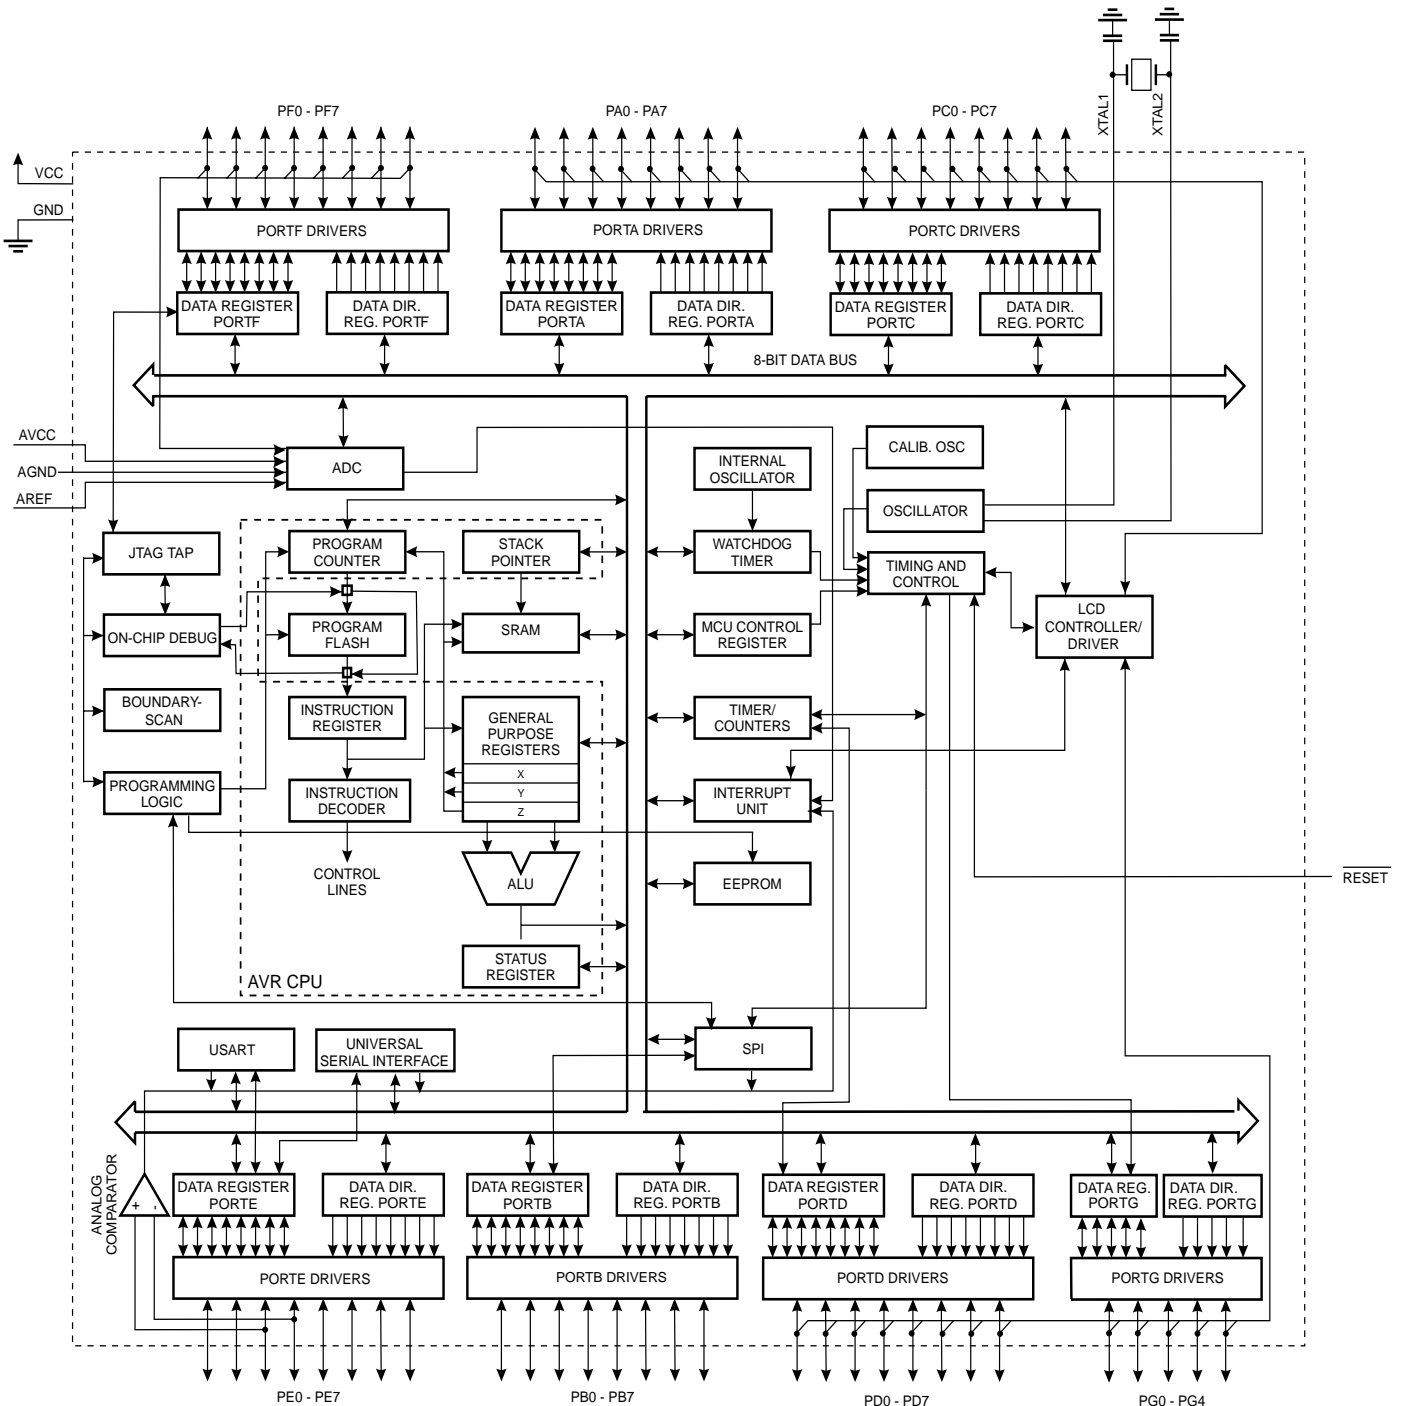 XTAL1
XTAL2
PF0 - PF7
PA0 - PA7
PC0 - PC7
VCC
GND
PORTF DRIVERS
PORTA DRIVERS
PORTC DRIVERS
DATA REGISTER
PORTF
DATA DIR.
REG. PORTF
DATA REGISTER
PORTA
DATA DIR.
REG. PORTA
DATA REGISTER
PORTC
DATA DIR.
REG. PORTC
8-BIT DATA BUS
AVCC
AGND
AREF
ADC
INTERNAL
OSCILLATOR
CALIB. OSC
OSCILLATOR
JTAG TAP
PROGRAM
COUNTER
STACK
POINTER
WATCHDOG
TIMER
TIMING AND
CONTROL
ON-CHIP DEBUG
PROGRAM
FLASH
SRAM
MCU CONTROL
REGISTER
LCD
CONTROLLER/
DRIVER
BOUNDARY-
SCAN
INSTRUCTION
REGISTER
GENERAL
PURPOSE
REGISTERS
X
Y
Z
TIMER/
COUNTERS
PROGRAMMING
LOGIC
INSTRUCTION
DECODER
INTERRUPT
UNIT
CONTROL
LINES
ALU
EEPROM
RESET
STATUS
REGISTER
AVR CPU
USART
UNIVERSAL
SERIAL INTERFACE
SPI
ANALOG
COMPARATOR
+
-
DATA REGISTER
PORTE
DATA DIR.
REG. PORTE
DATA REGISTER
PORTB
DATA DIR.
REG. PORTB
DATA REGISTER
PORTD
DATA DIR.
REG. PORTD
DATA REG.
PORTG
DATA DIR.
REG. PORTG
PORTE DRIVERS
PORTB DRIVERS
PORTD DRIVERS
PORTG DRIVERS
PE0 - PE7
PB0 - PB7
PD0 - PD7
PG0 - PG4